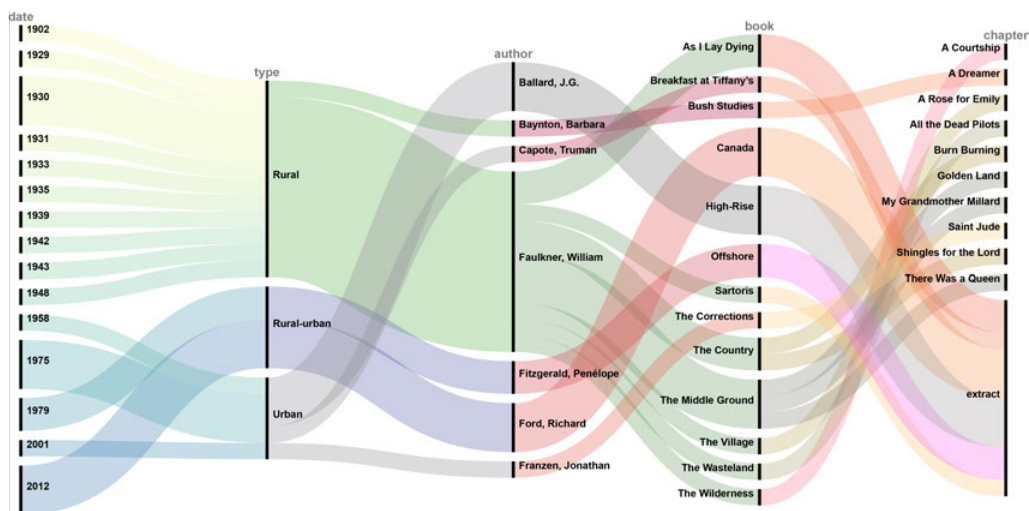 date
1902
1929
1930
1931
1933
1935
1939
1942
1943
1948
1958
1975
1979
2001
2012
type
Rural
Rural-urban
Urban
author
Ballard, J.G.
Baynton, Barbara
Capote, Truman
Faulkner, William
Fitzgerald, Penélope
Ford, Richard
Franzen, Jonathan
book
As I Lay Dying
Breakfast at Tiffany's
Bush Studies
Canada
High-Rise
Offshore
Sartoris
The Corrections
The Country
The Middle Ground
The Village
The Wasteland
The Wilderness
chapter
A Courtship
A Dreamer
A Rose for Emily
All the Dead Pilots
Burn Burning
Golden Land
My Grandmother Millard
Saint Jude
Shingles for the Lord
There Was a Queen
extract